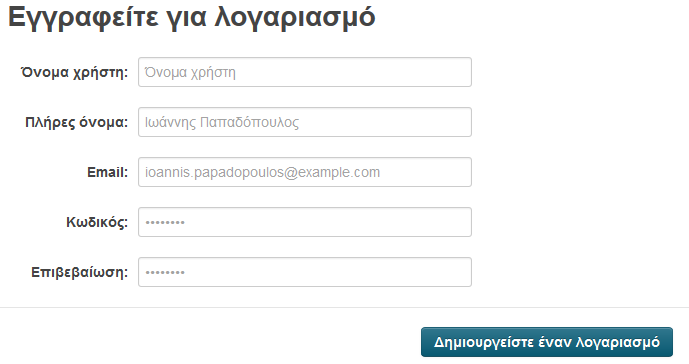 Εγγραφείτε για λογαριασμό
Όνομα χρήστη: Όνομα χρήστη
Πλήρες όνομα: Ιωάννης Παπαδόπουλος
Email: ioannis.papadopoulos@example.com
Κωδικός: ••••••••
Επιβεβαίωση: ••••••••
Δημιουργείστε έναν λογαριασμό